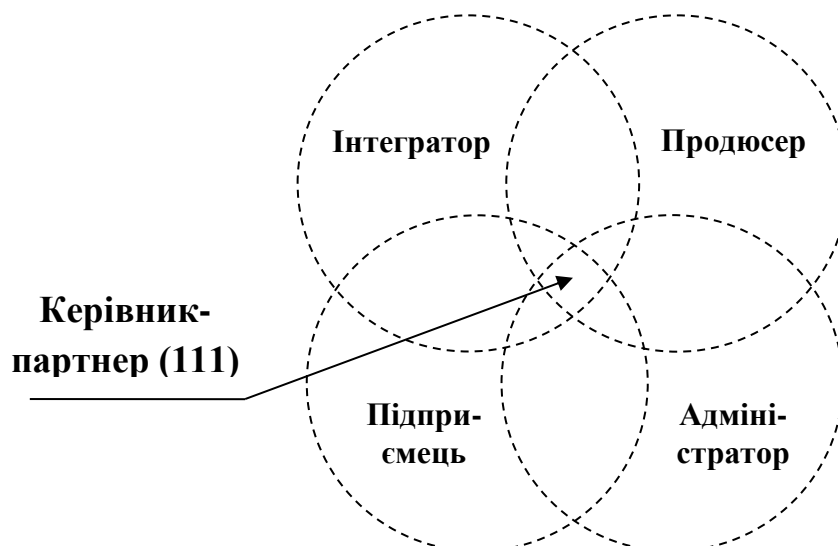 Інтегратор
Продюсер
Керівник-
партнер (111)
Підпри-
ємець
Адміні-
стратор